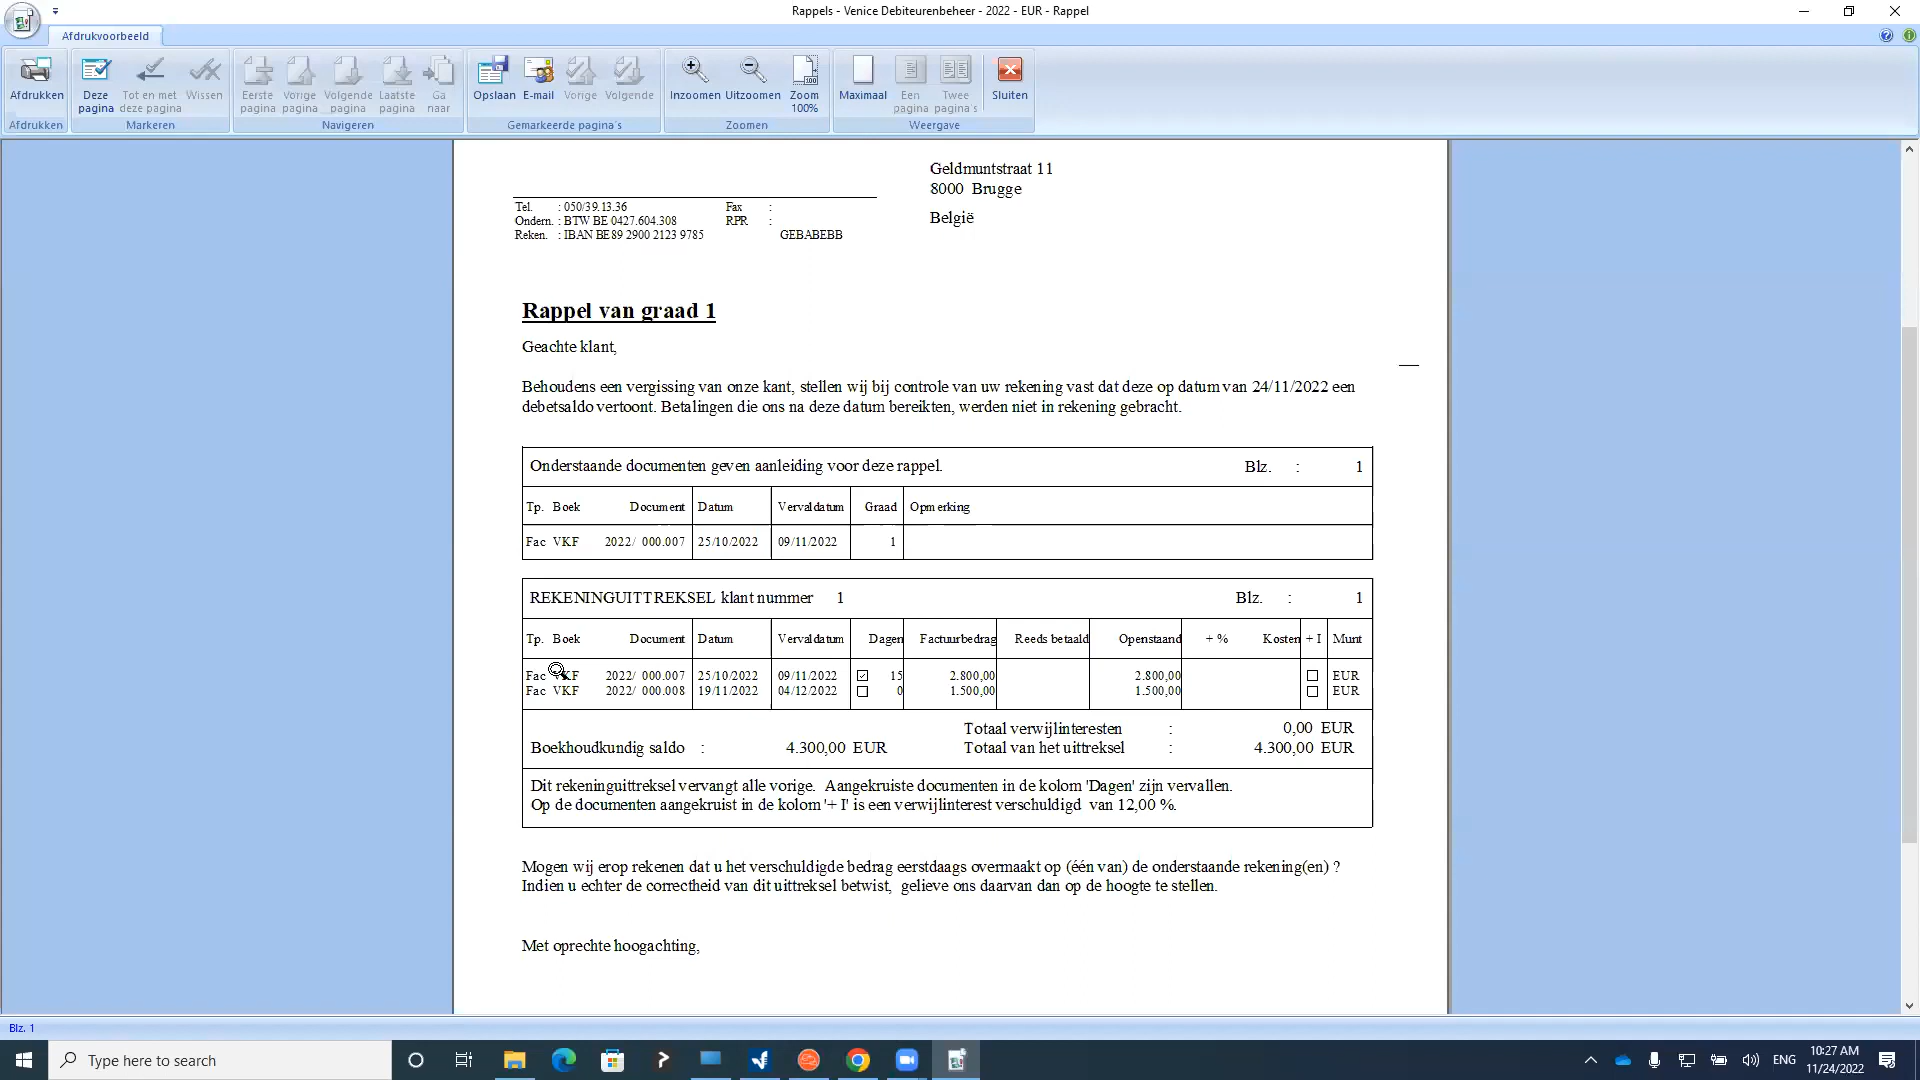 Rappels - Venice Debiteurenbeheer - 2022 - EUR - Rappel
Afdrukvoorbeeld
Afdrukken
Deze pagina
Tot en met deze pagina
Wissen
Eerste pagina
Vorige pagina
Volgende pagina
Laatste pagina
Ga naar
Opslaan
E-mail
Vorige
Volgende
Inzoomen
Uitzoomen
Zoom 100%
Maximaal
Een pagina
Twee pagina's
Sluiten
Afdrukken
Markeren
Navigeren
Gemarkeerde pagina's
Zoomen
Weergave
Geldmuntstraat 11
8000 Brugge
België
Tel. : 050/39.13.36 Fax :
Ondern. : BTW BE 0427.604.308 RPR :
Reken. : IBAN BE89 2900 2123 9785 GEBABEBB
Rappel van graad 1
Geachte klant,
Behoudens een vergissing van onze kant, stellen wij bij controle van uw rekening vast dat deze op datum van 24/11/2022 een
debetsaldo vertoont. Betalingen die ons na deze datum bereikten, werden niet in rekening gebracht.
Onderstaande documenten geven aanleiding voor deze rappel. Blz. : 1
Tp. Boek Document Datum Vervaldatum Graad Opmerking
Fac VKF 2022/ 000.007 25/10/2022 09/11/2022 1
REKENINGUITTREKSEL klant nummer 1 Blz. : 1
Tp. Boek Document Datum Vervaldatum Dagen Factuurbedrag Reeds betaald Openstaand + % Kosten + I Munt
Fac VKF 2022/ 000.007 25/10/2022 09/11/2022 15 2.800,00 2.800,00 EUR
Fac VKF 2022/ 000.008 19/11/2022 04/12/2022 0 1.500,00 1.500,00 EUR
Totaal verwijlinteresten : 0,00 EUR
Boekhoudkundig saldo : 4.300,00 EUR Totaal van het uittreksel : 4.300,00 EUR
Dit rekeninguittreksel vervangt alle vorige. Aangekruiste documenten in de kolom 'Dagen' zijn vervallen.
Op de documenten aangekruist in de kolom '+ I' is een verwijlinterest verschuldigd van 12,00 %.
Mogen wij erop rekenen dat u het verschuldigde bedrag eerstdaags overmaakt op (één van) de onderstaande rekening(en) ?
Indien u echter de correctheid van dit uittreksel betwist, gelieve ons daarvan dan op de hoogte te stellen.
Met oprechte hoogachting,
Blz. 1
Type here to search
ENG
10:27 AM
11/24/2022